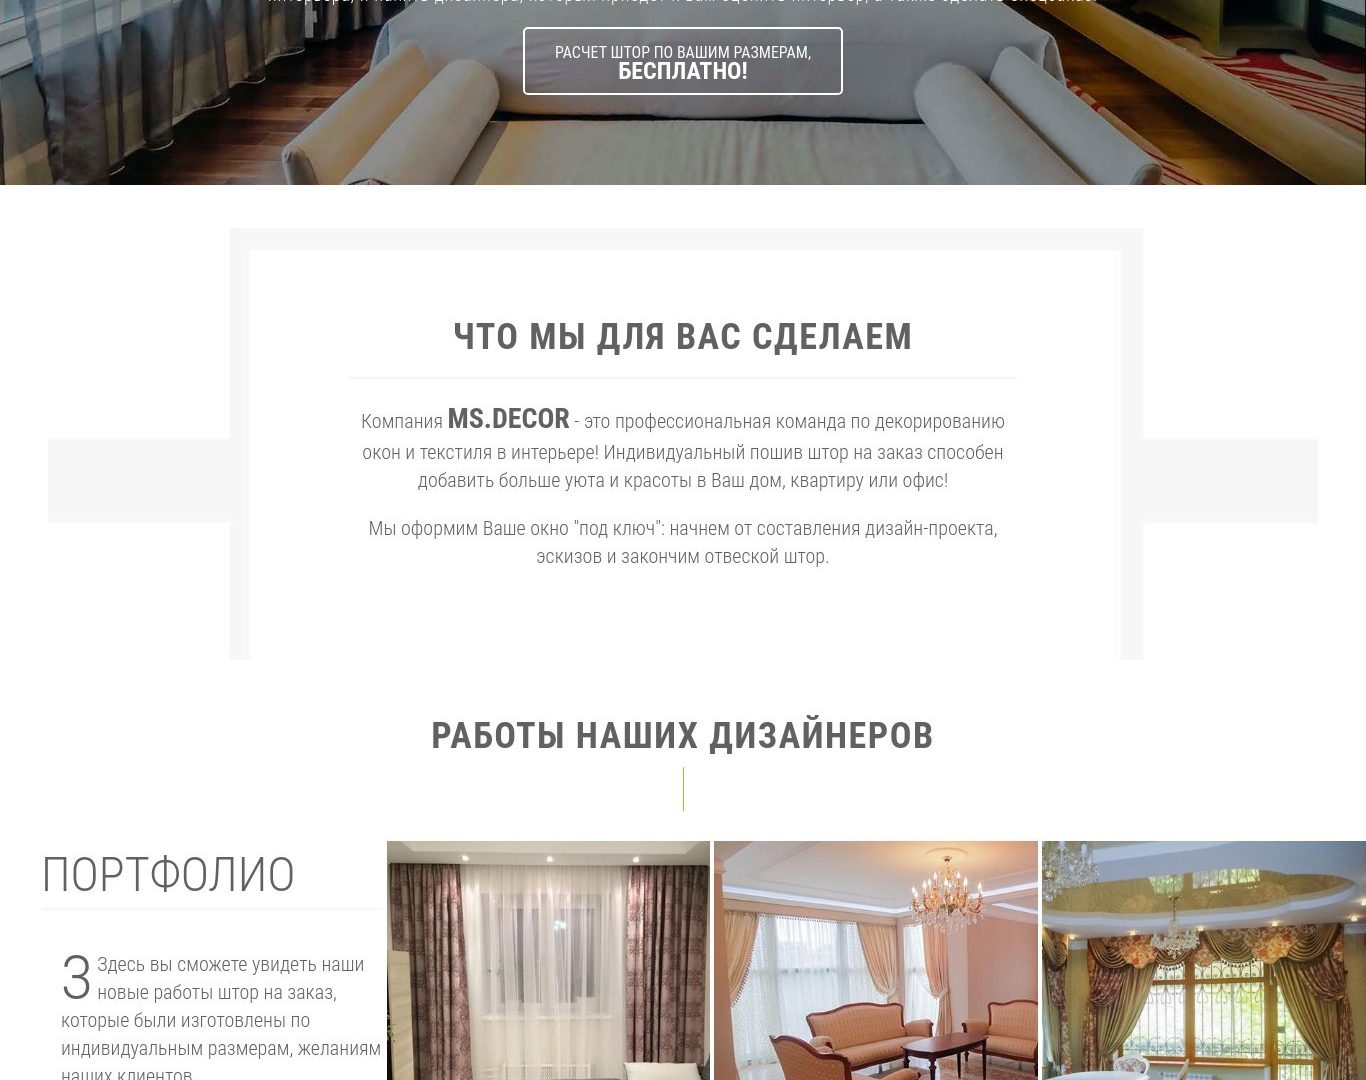 РАСЧЕТ ШТОР ПО ВАШИМ РАЗМЕРАМ,
БЕСПЛАТНО!
ЧТО МЫ ДЛЯ ВАС СДЕЛАЕМ
Компания MS.DECOR - это профессиональная команда по декорированию
окон и текстиля в интерьере! Индивидуальный пошив штор на заказ способен
добавить больше уюта и красоты в Ваш дом, квартиру или офис!
Мы оформим Ваше окно "под ключ": начнем от составления дизайн-проекта,
эскизов и закончим отвеской штор.
РАБОТЫ НАШИХ ДИЗАЙНЕРОВ
ПОРТФОЛИО
З Здесь вы сможете увидеть наши
новые работы штор на заказ,
которые были изготовлены по
индивидуальным размерам, желаниям
наших клиентов